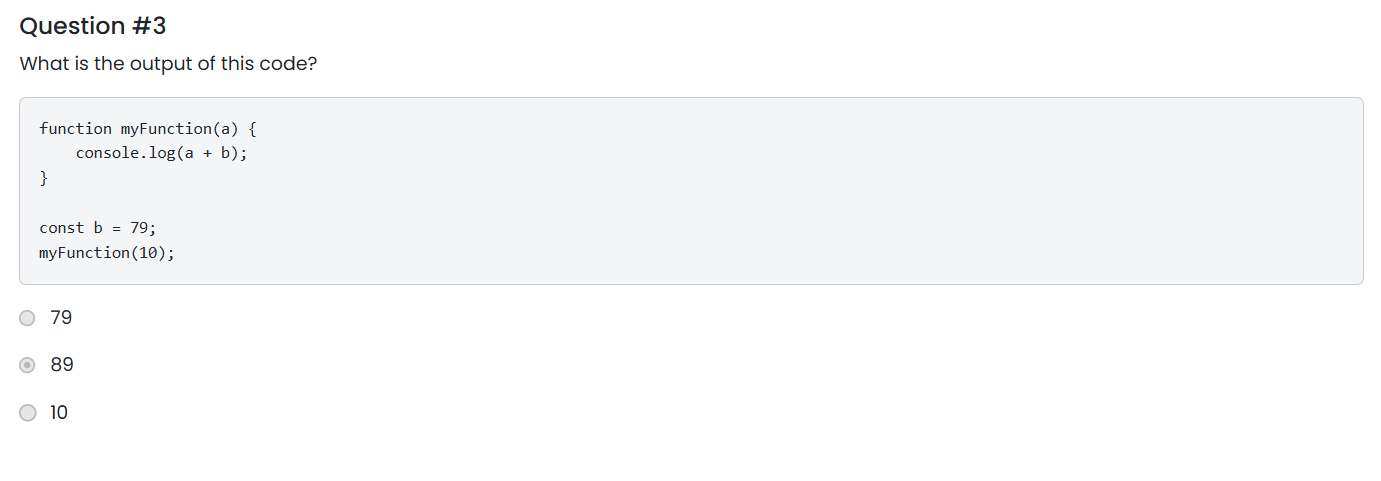 Question #3
What is the output of this code?
function myFunction(a) {
    console.log(a + b);
}
const b = 79;
myFunction(10);
79
89
10